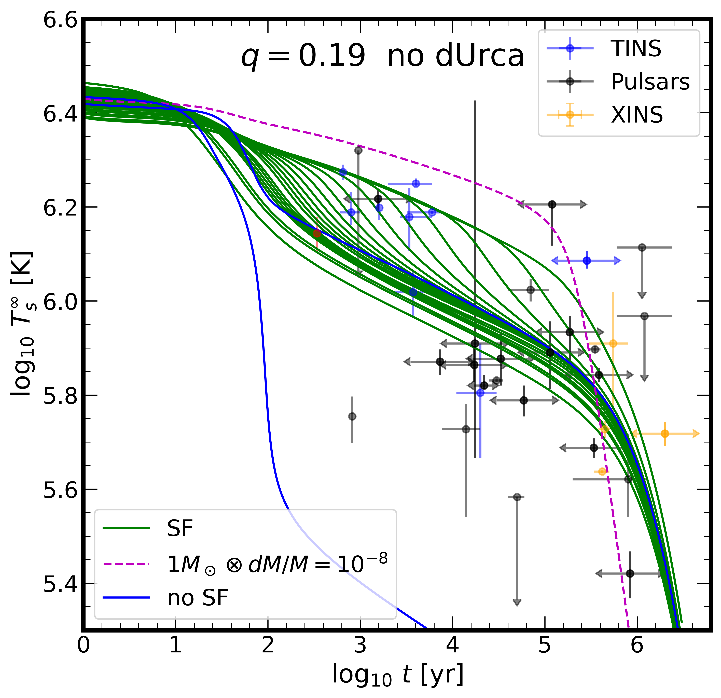 q = 0.19 no dUrca
TINS
Pulsars
XINS
6.6
6.4
6.2
6.0
5.8
5.6
5.4
log₁₀ Tₛ^∞ [K]
SF
1M⊙ ⊗ dM/M = 10⁻⁸
no SF
0 1 2 3 4 5 6
log₁₀ t [yr]